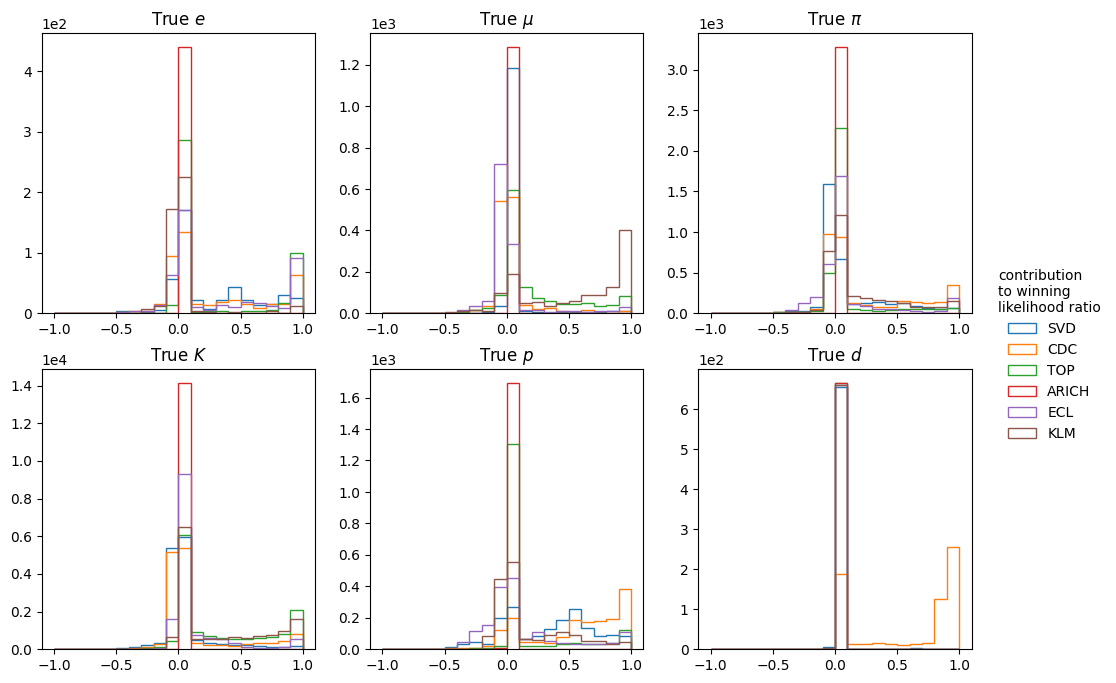 1e2
True e
4
3
2
1
0
−1.0 −0.5 0.0 0.5 1.0
1e3
True μ
1.2
1.0
0.8
0.6
0.4
0.2
0.0
−1.0 −0.5 0.0 0.5 1.0
1e3
True π
3.0
2.5
2.0
1.5
1.0
0.5
0.0
−1.0 −0.5 0.0 0.5 1.0
1e4
True K
1.4
1.2
1.0
0.8
0.6
0.4
0.2
0.0
−1.0 −0.5 0.0 0.5 1.0
1e3
True p
1.6
1.4
1.2
1.0
0.8
0.6
0.4
0.2
0.0
−1.0 −0.5 0.0 0.5 1.0
1e2
True d
6
5
4
3
2
1
0
−1.0 −0.5 0.0 0.5 1.0
contribution
to winning
likelihood ratio
SVD
CDC
TOP
ARICH
ECL
KLM